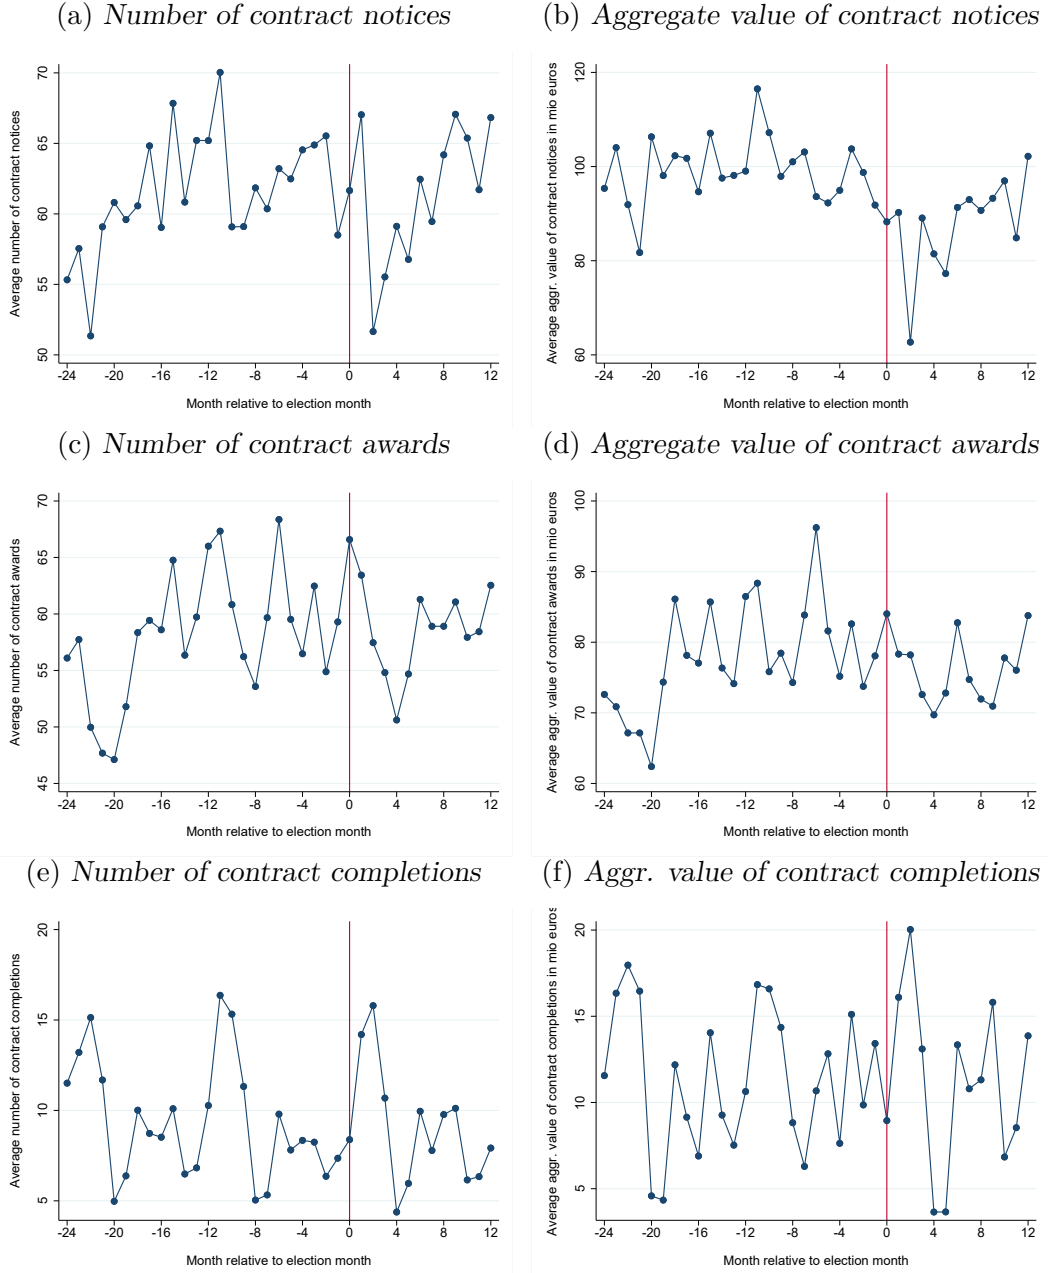 (a) Number of contract notices
Average number of contract notices
70
65
60
55
50
-24 -20 -16 -12 -8 -4 0 4 8 12
Month relative to election month
(b) Aggregate value of contract notices
Average aggr. value of contract notices in mio euros
120
100
80
60
-24 -20 -16 -12 -8 -4 0 4 8 12
Month relative to election month
(c) Number of contract awards
Average number of contract awards
70
65
60
55
50
45
-24 -20 -16 -12 -8 -4 0 4 8 12
Month relative to election month
(d) Aggregate value of contract awards
Average aggr. value of contract awards in mio euros
100
90
80
70
60
-24 -20 -16 -12 -8 -4 0 4 8 12
Month relative to election month
(e) Number of contract completions
Average number of contract completions
20
15
10
5
-24 -20 -16 -12 -8 -4 0 4 8 12
Month relative to election month
(f) Aggr. value of contract completions
Average aggr. value of contract completions in mio euros
20
15
10
5
-24 -20 -16 -12 -8 -4 0 4 8 12
Month relative to election month